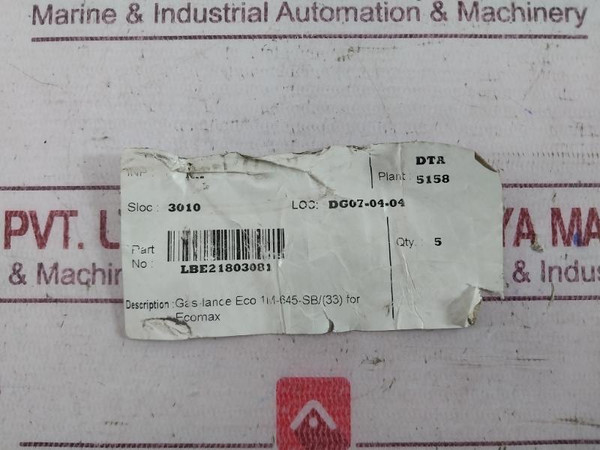 Marine & Industrial Automation & Machinery
DTA
Plant : 5158
Sloc : 3010 LOC: DG07-04-04
PVT. YA MA
Part No : LBE21803081 Qty : 5
& Machin & Indus
Description : Gas lance Eco 1M-645-SB/(33) for
Ecomax